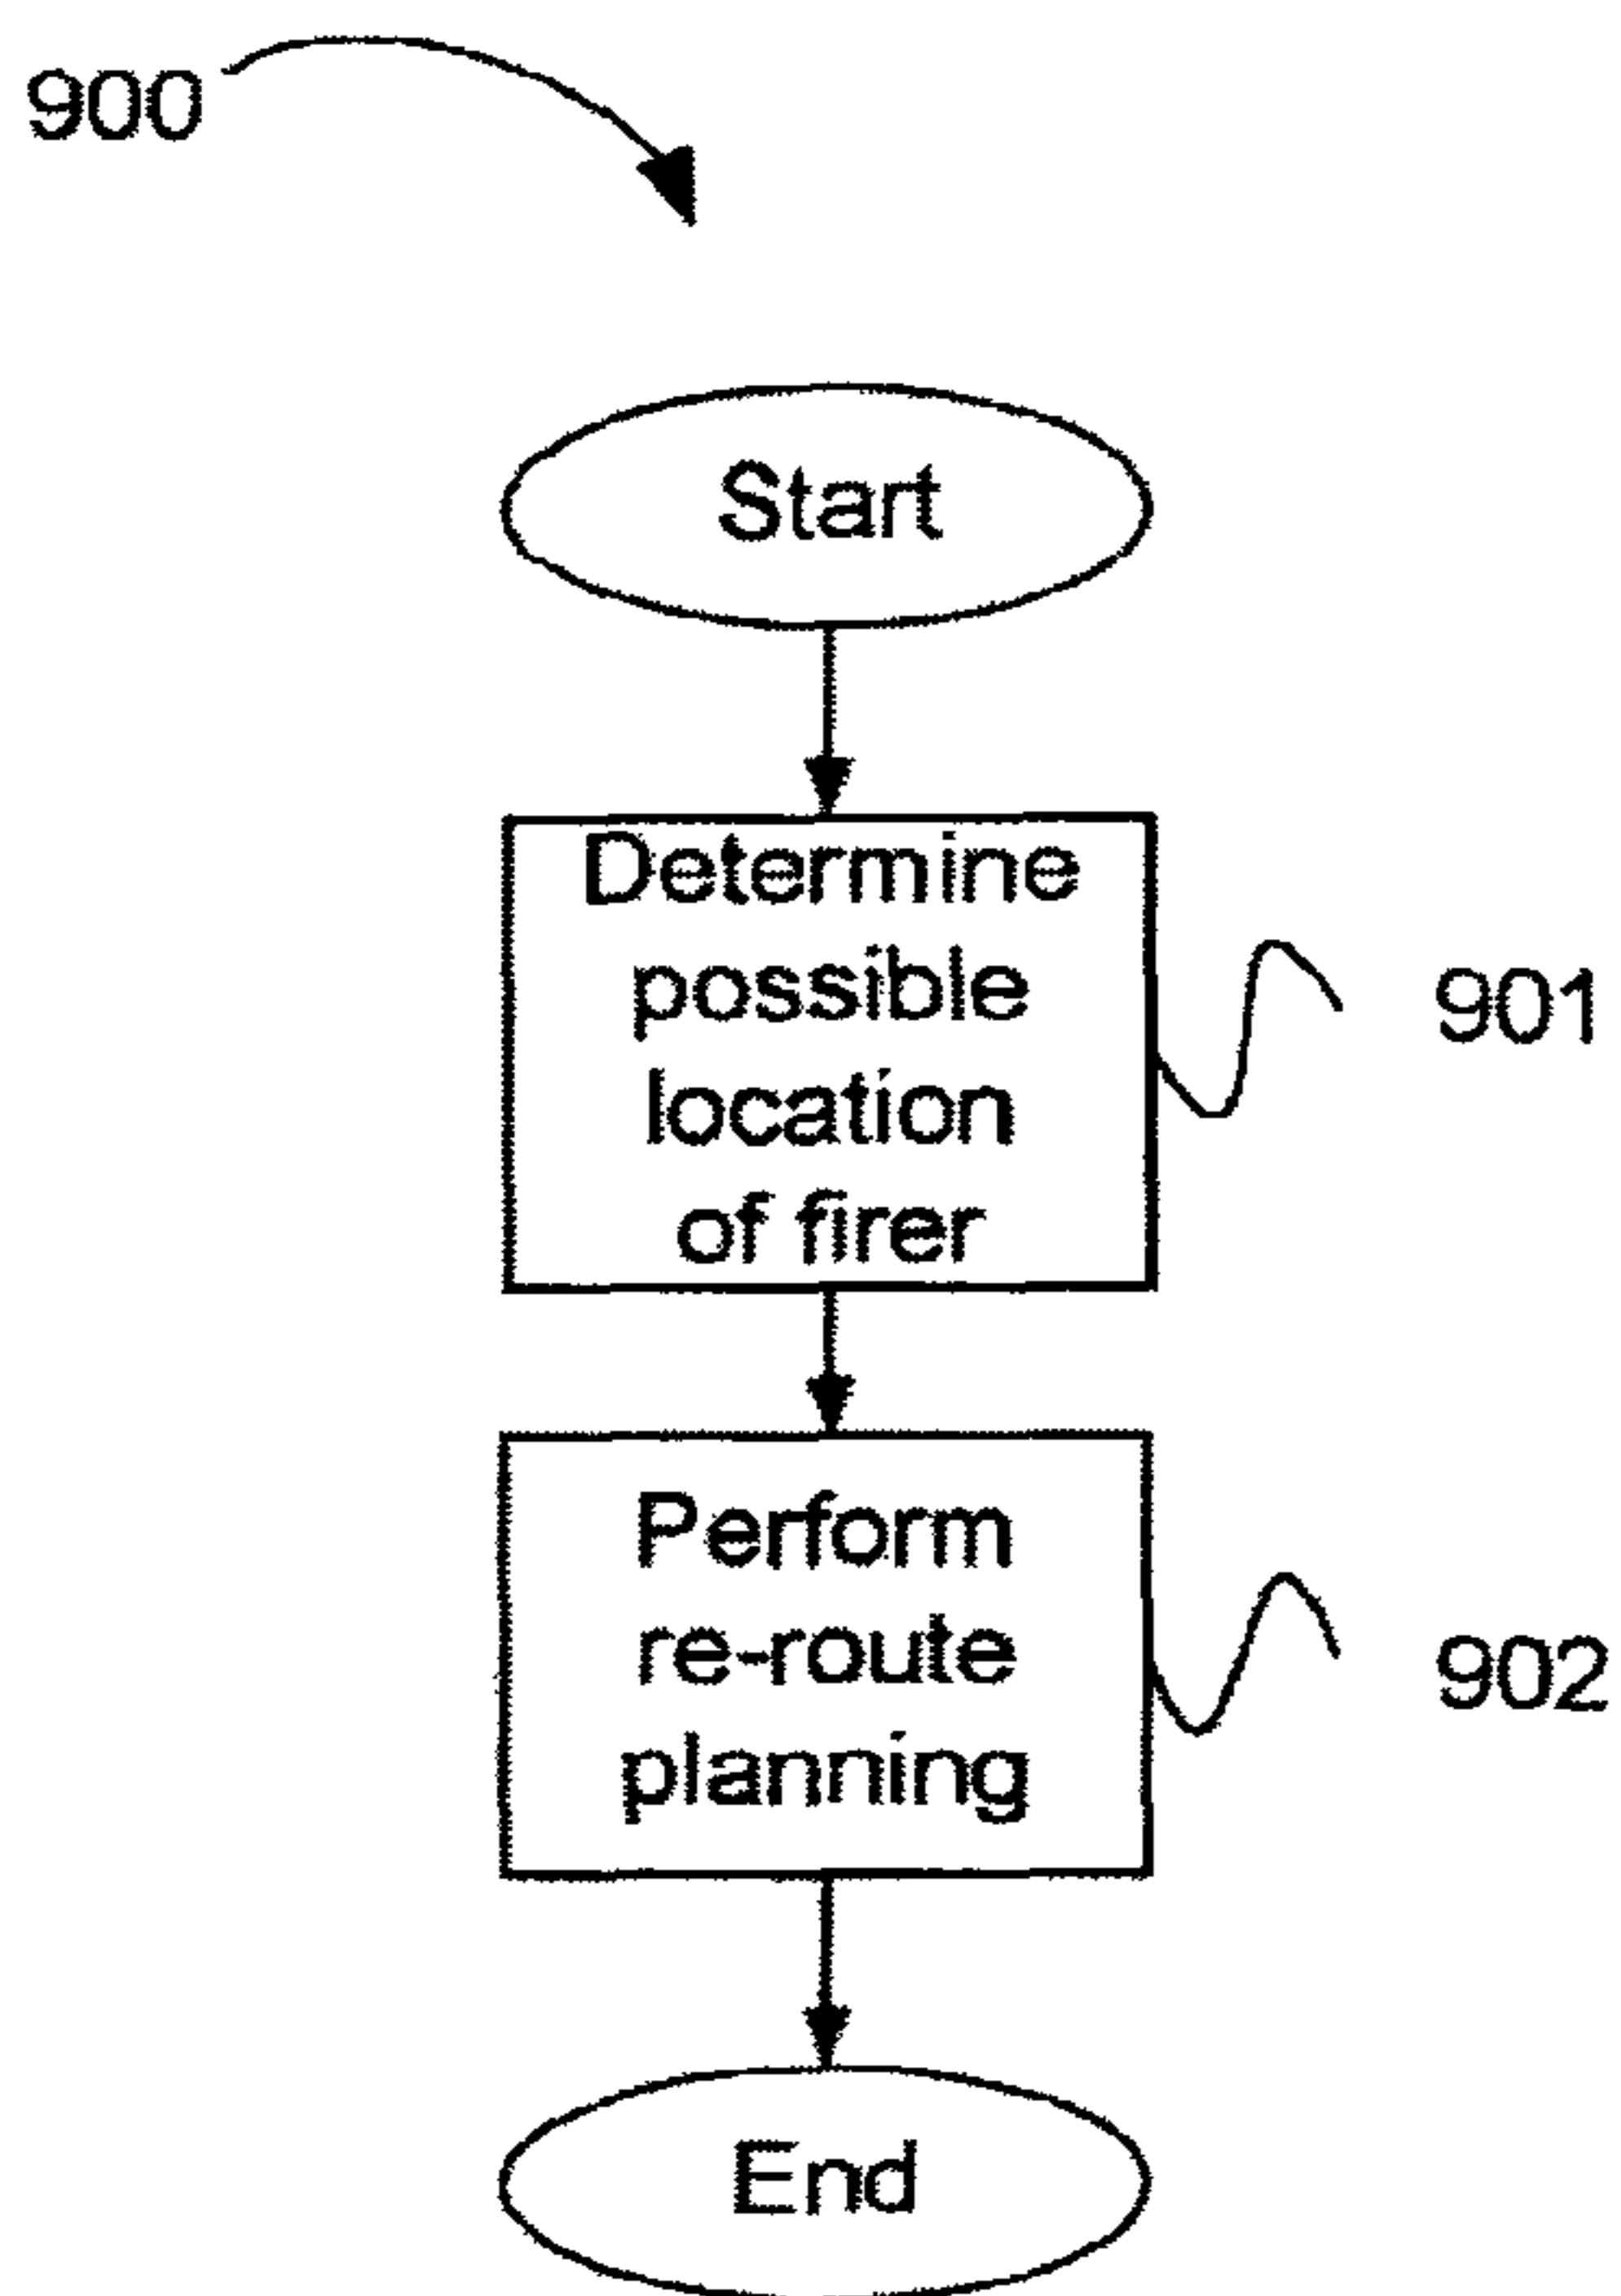 900
Start
Determine
possible
location
of firer
901
Perform
re-route
planning
902
End